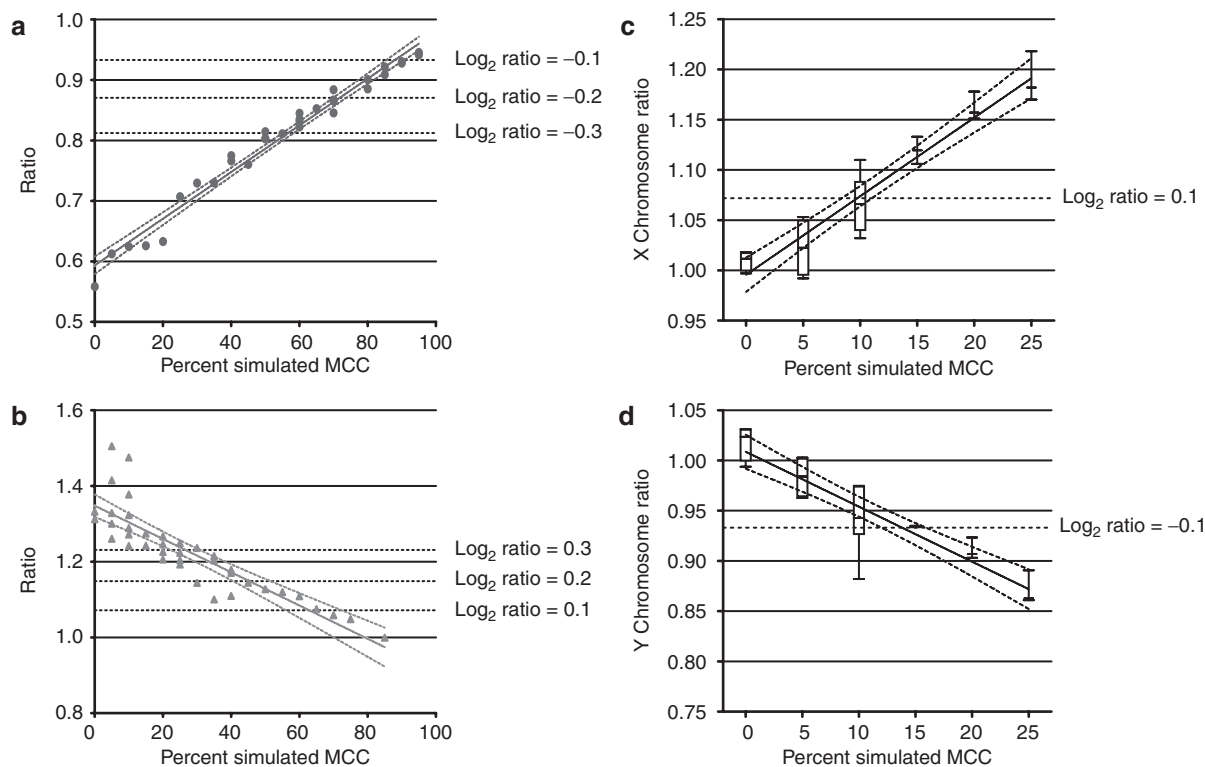 a
1.0
0.9
0.8
0.7
0.6
0.5
Ratio
0 20 40 60 80 100
Percent simulated MCC
Log2 ratio = –0.1
Log2 ratio = –0.2
Log2 ratio = –0.3
c
1.25
1.20
1.15
1.10
1.05
1.00
0.95
X Chromosome ratio
0 5 10 15 20 25
Percent simulated MCC
Log2 ratio = 0.1
b
1.6
1.4
1.2
1.0
0.8
Ratio
0 20 40 60 80 100
Percent simulated MCC
Log2 ratio = 0.3
Log2 ratio = 0.2
Log2 ratio = 0.1
d
1.05
1.00
0.95
0.90
0.85
0.80
0.75
Y Chromosome ratio
0 5 10 15 20 25
Percent simulated MCC
Log2 ratio = –0.1